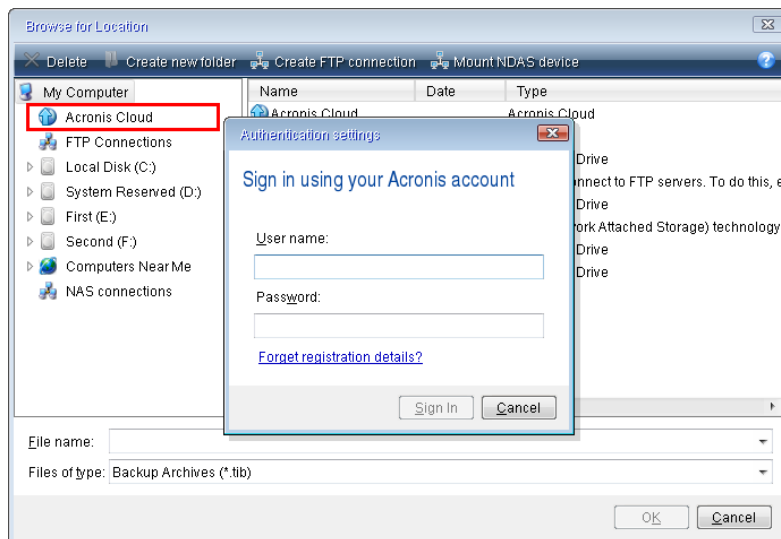 Browse for Location
Delete Create new folder Create FTP connection Mount NDAS device
My Computer
Acronis Cloud
FTP Connections
Local Disk (C:)
System Reserved (D:)
First (E:)
Second (F:)
Computers Near Me
NAS connections
Name Date Type
Acronis Cloud Acronis Cloud
Drive
nnect to FTP servers. To do this, e
Drive
ork Attached Storage) technology
Drive
Drive
Authentication settings
Sign in using your Acronis account
User name:
Password:
Forget registration details?
Sign In Cancel
File name:
Files of type: Backup Archives (*.tib)
OK Cancel